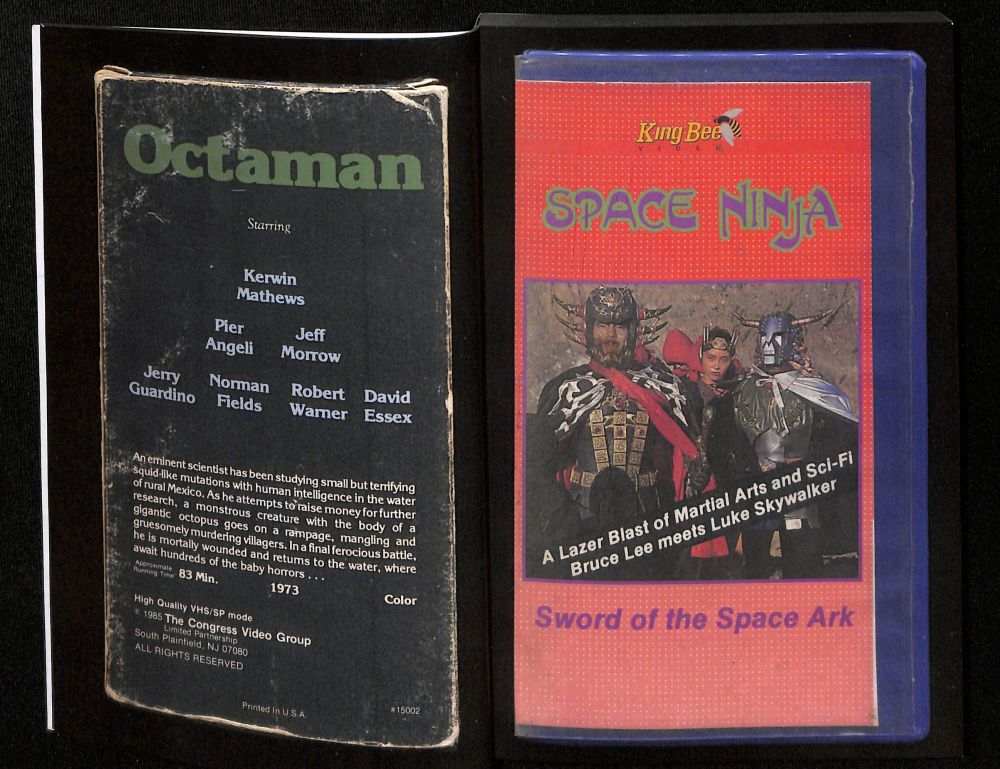 Octaman
Starring
Kerwin
Mathews
Pier
Angeli
Jeff
Morrow
Jerry
Guardino
Norman
Fields
Robert
Warner
David
Essex
An eminent scientist has been studying small but terrifying
squid-like mutations with human intelligence in the water
of rural Mexico. As he attempts to raise money for further
research, a monstrous creature with the body of a
gigantic octopus goes on a rampage, mangling and
gruesomely murdering villagers. In a final ferocious battle,
he is mortally wounded and returns to the water, where
await hundreds of the baby horrors . . .
Approximate
Running Time 83 Min.
1973
Color
High Quality VHS/SP mode
© 1985 The Congress Video Group
Limited Partnership
South Plainfield, NJ 07080
ALL RIGHTS RESERVED
Printed In U.S.A.
#15002
King Bee
VIDEO
SPACE NINJA
A Lazer Blast of Martial Arts and Sci-Fi
Bruce Lee meets Luke Skywalker
Sword of the Space Ark